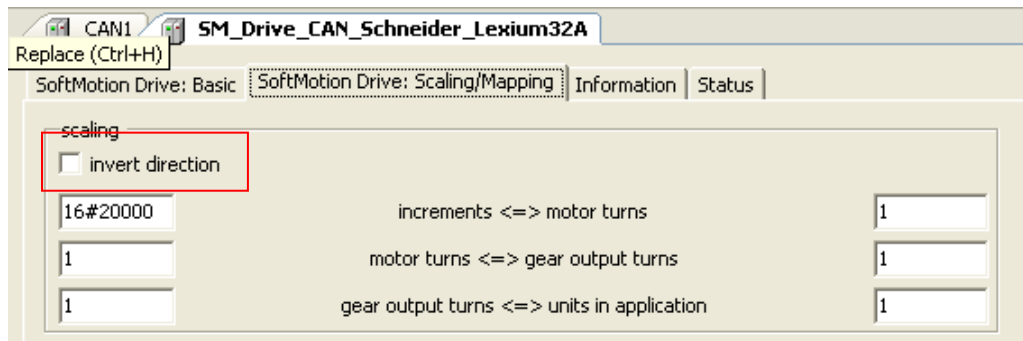 CAN1 SM_Drive_CAN_Schneider_Lexium32A
Replace (Ctrl+H)
SoftMotion Drive: Basic SoftMotion Drive: Scaling/Mapping Information Status
scaling
invert direction
16#20000 increments <=> motor turns 1
1 motor turns <=> gear output turns 1
1 gear output turns <=> units in application 1